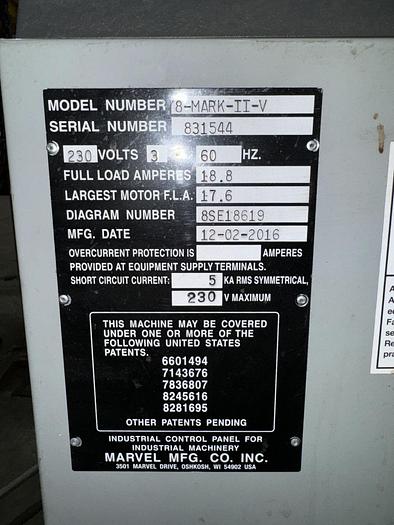 MODEL NUMBER 8-MARK-II-V
SERIAL NUMBER 831544
230 VOLTS 3 60 HZ.
FULL LOAD AMPERES 18.8
LARGEST MOTOR F.L.A. 17.6
DIAGRAM NUMBER 8SE18619
MFG. DATE 12-02-2016
OVERCURRENT PROTECTION IS AMPERES
PROVIDED AT EQUIPMENT SUPPLY TERMINALS.
SHORT CIRCUIT CURRENT: 5 KA RMS SYMMETRICAL,
230 V MAXIMUM
THIS MACHINE MAY BE COVERED
UNDER ONE OR MORE OF THE
FOLLOWING UNITED STATES
PATENTS.
6601494
7143676
7836807
8245616
8281695
OTHER PATENTS PENDING
INDUSTRIAL CONTROL PANEL FOR
INDUSTRIAL MACHINERY
MARVEL MFG. CO. INC.
3501 MARVEL DRIVE, OSHKOSH, WI 54902 USA